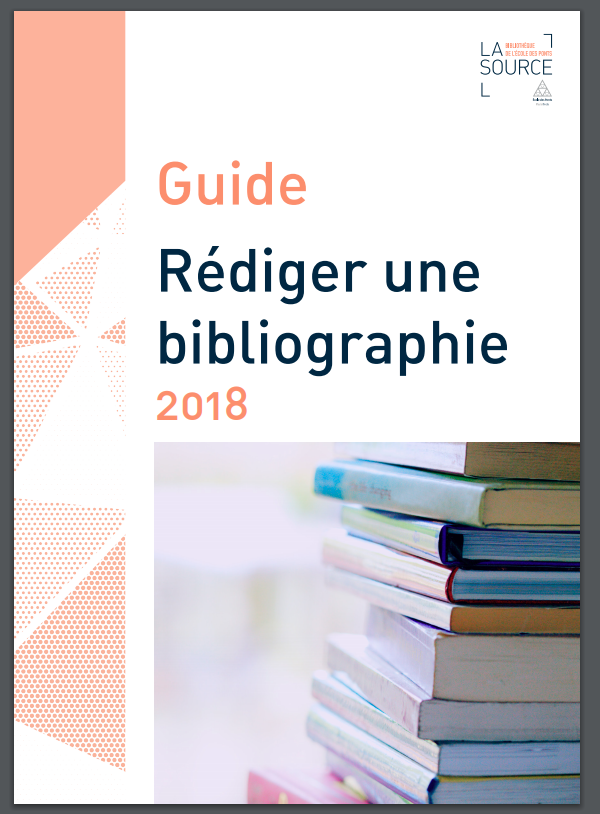 LA
SOURCE
BIBLIOTHÈQUE
DE L'ÉCOLE DES PONTS
Guide
Rédiger une
bibliographie
2018